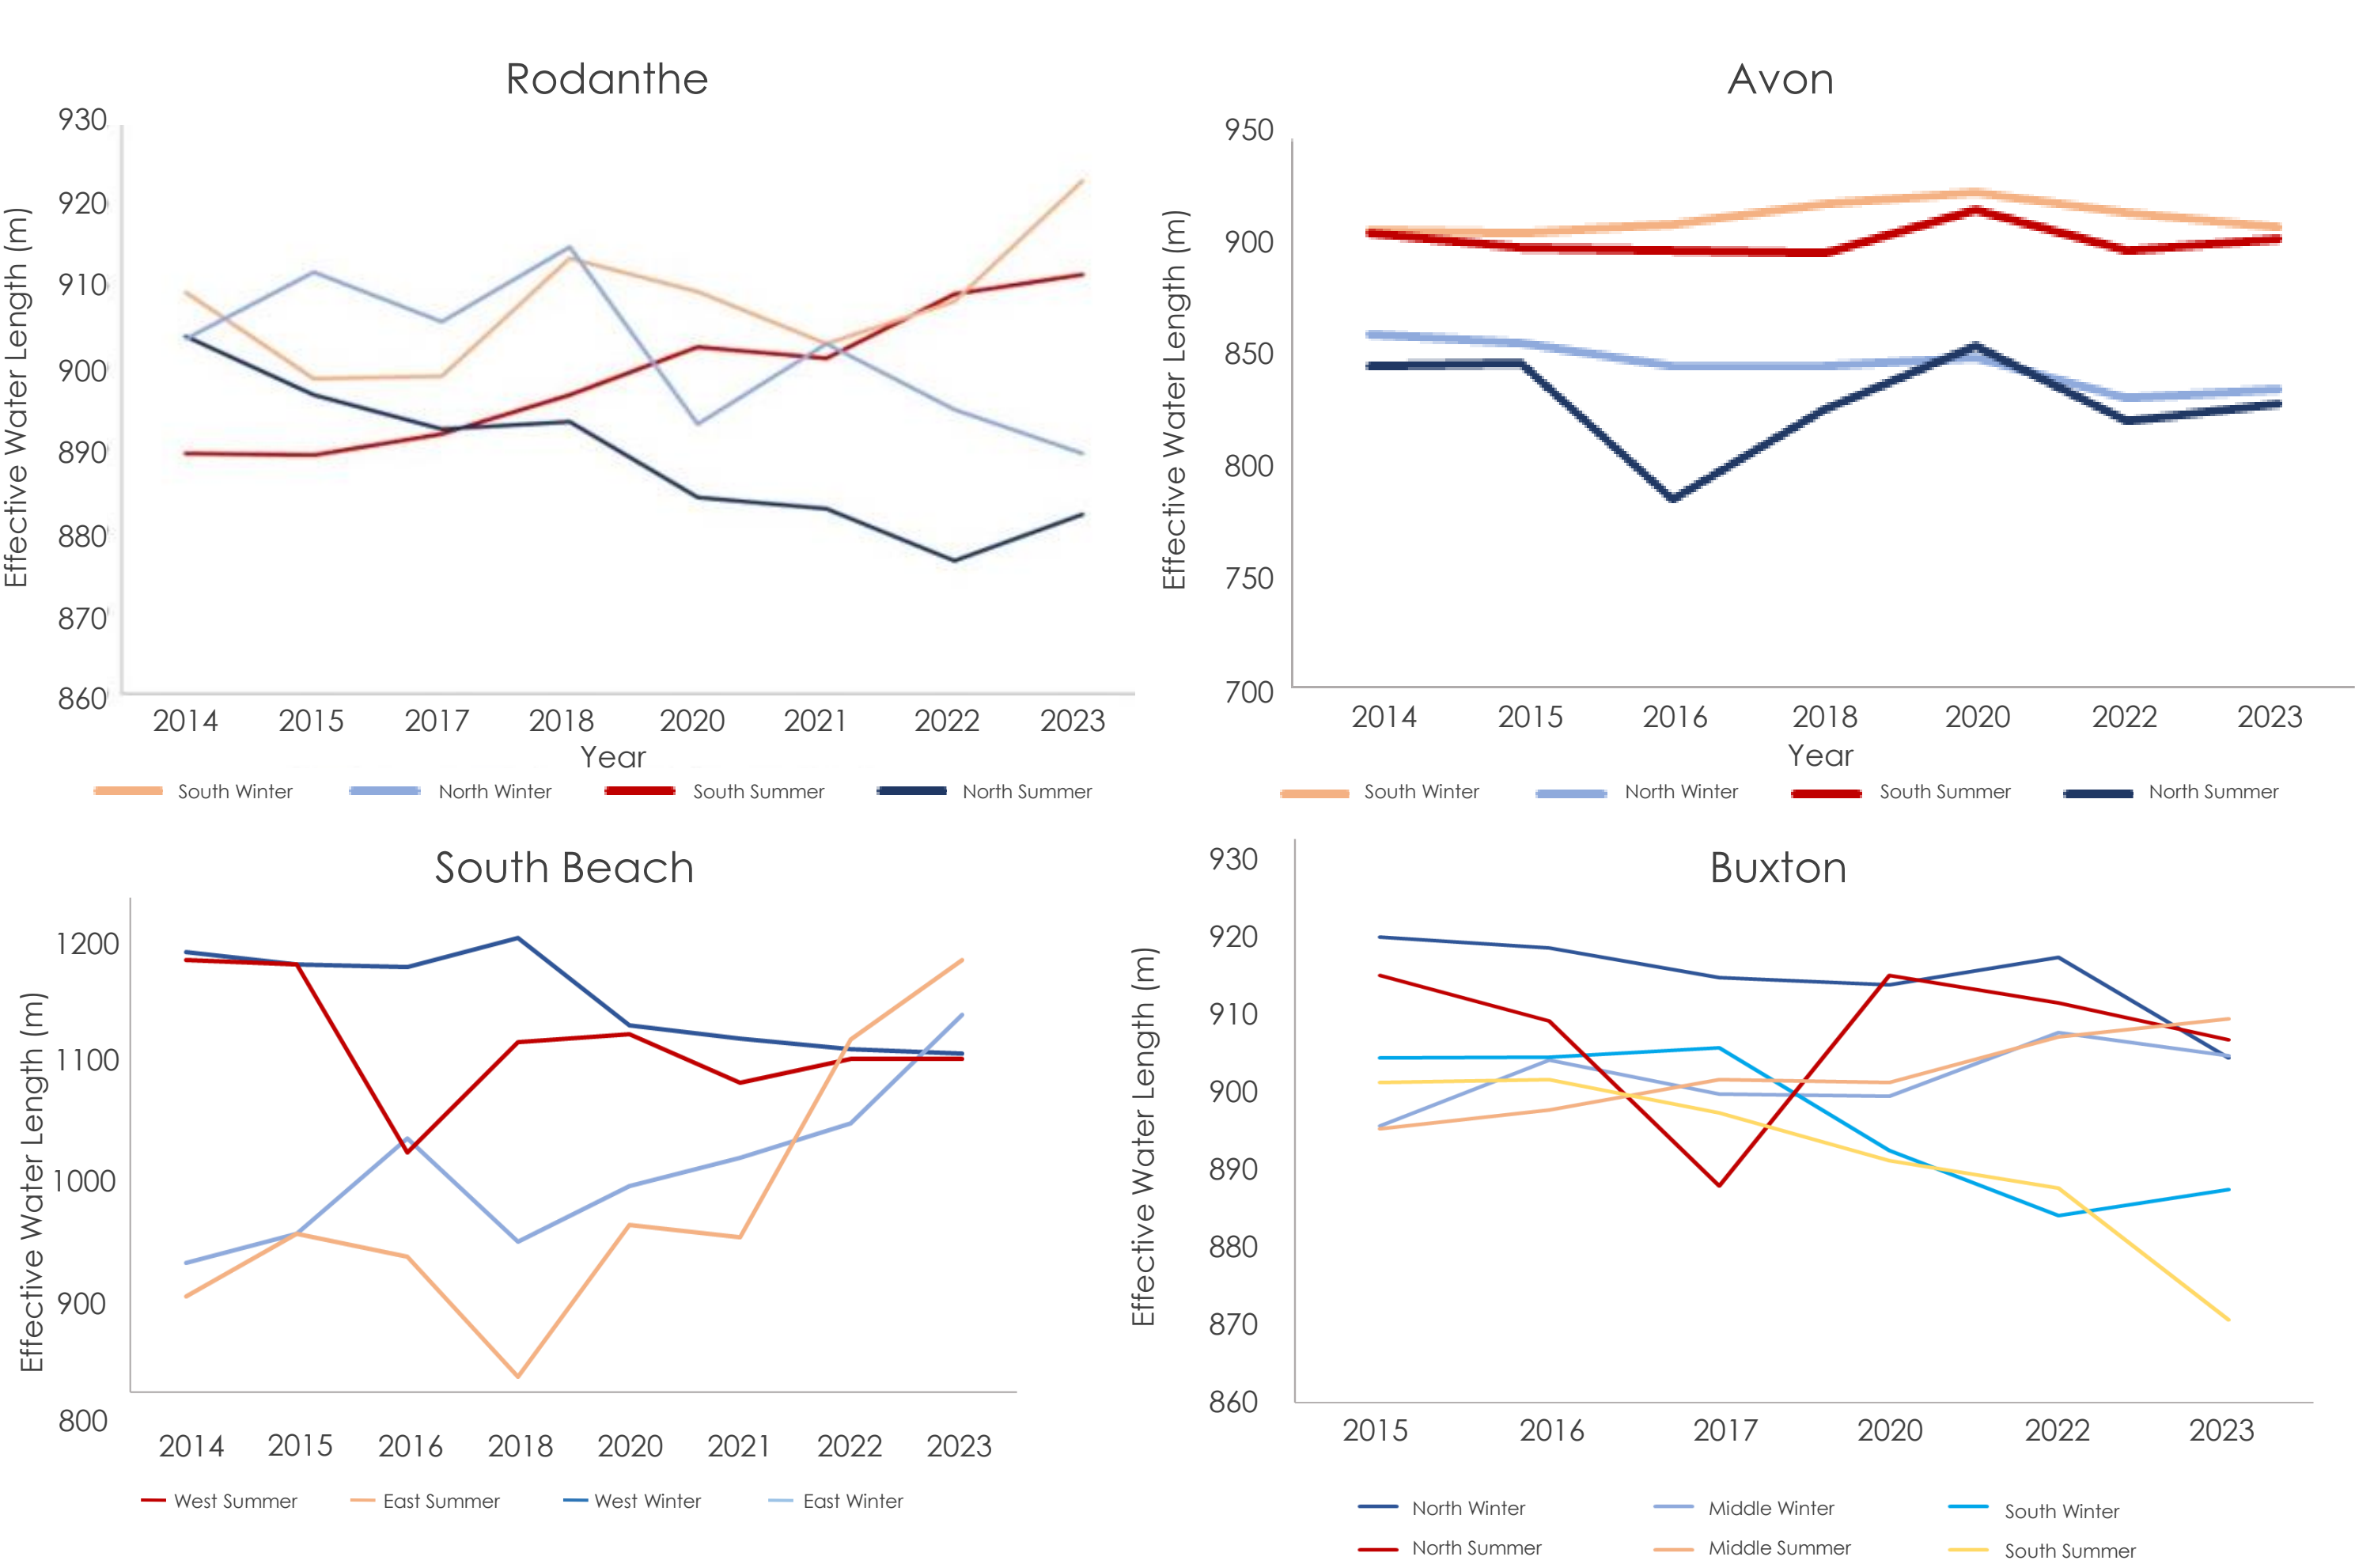 Rodanthe
930
920
910
900
890
880
870
860
Effective Water Length (m)
2014 2015 2017 2018 2020 2021 2022 2023
Year
South Winter North Winter South Summer North Summer
Avon
950
900
850
800
750
700
Effective Water Length (m)
2014 2015 2016 2018 2020 2022 2023
Year
South Winter North Winter South Summer North Summer
South Beach
1200
1100
1000
900
800
Effective Water Length (m)
2014 2015 2016 2018 2020 2021 2022 2023
West Summer East Summer West Winter East Winter
Buxton
930
920
910
900
890
880
870
860
Effective Water Length (m)
2015 2016 2017 2020 2022 2023
North Winter Middle Winter South Winter
North Summer Middle Summer South Summer